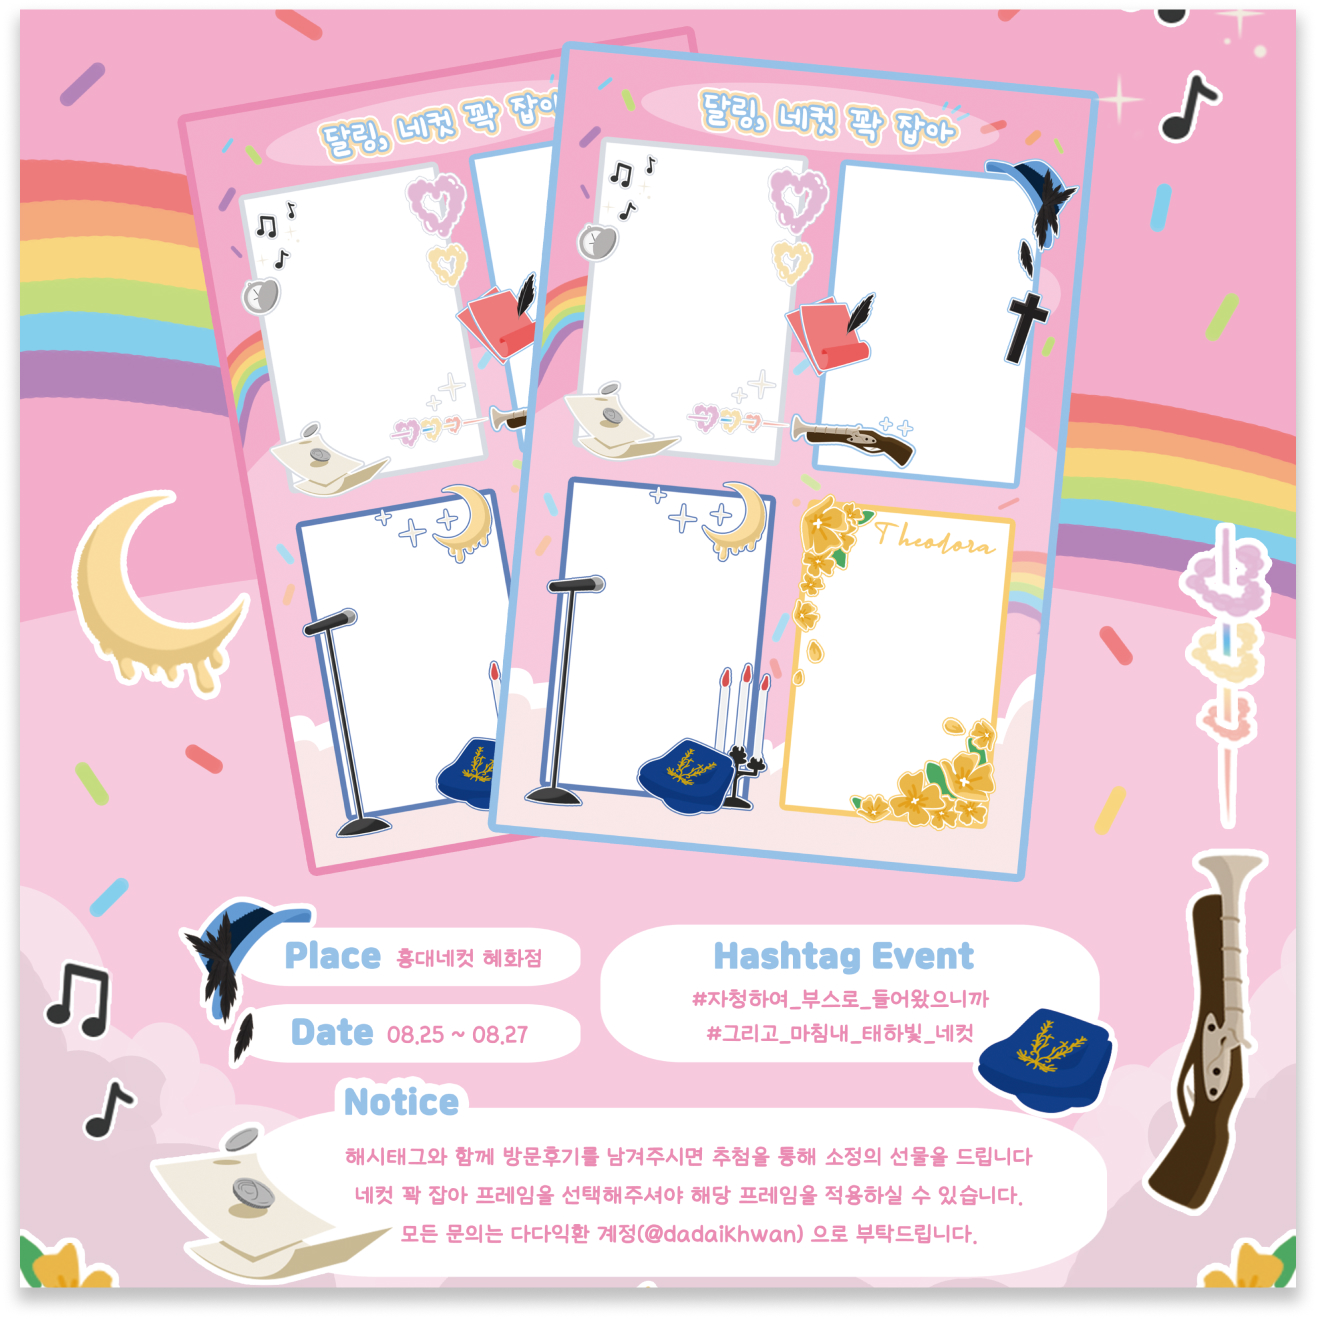 달링, 네컷 꽉 잡아
달링, 네컷 꽉 잡아
Theodora
Place 홍대네컷 혜화점
Date 08.25 ~ 08.27
Hashtag Event
#자청하여_부스로_들어왔으니까
#그리고_마침내_태하빛_네컷
Notice
해시태그와 함께 방문후기를 남겨주시면 추첨을 통해 소정의 선물을 드립니다
네컷 꽉 잡아 프레임을 선택해주셔야 해당 프레임을 적용하실 수 있습니다.
모든 문의는 다다익환 계정(@dadaikhwan) 으로 부탁드립니다.